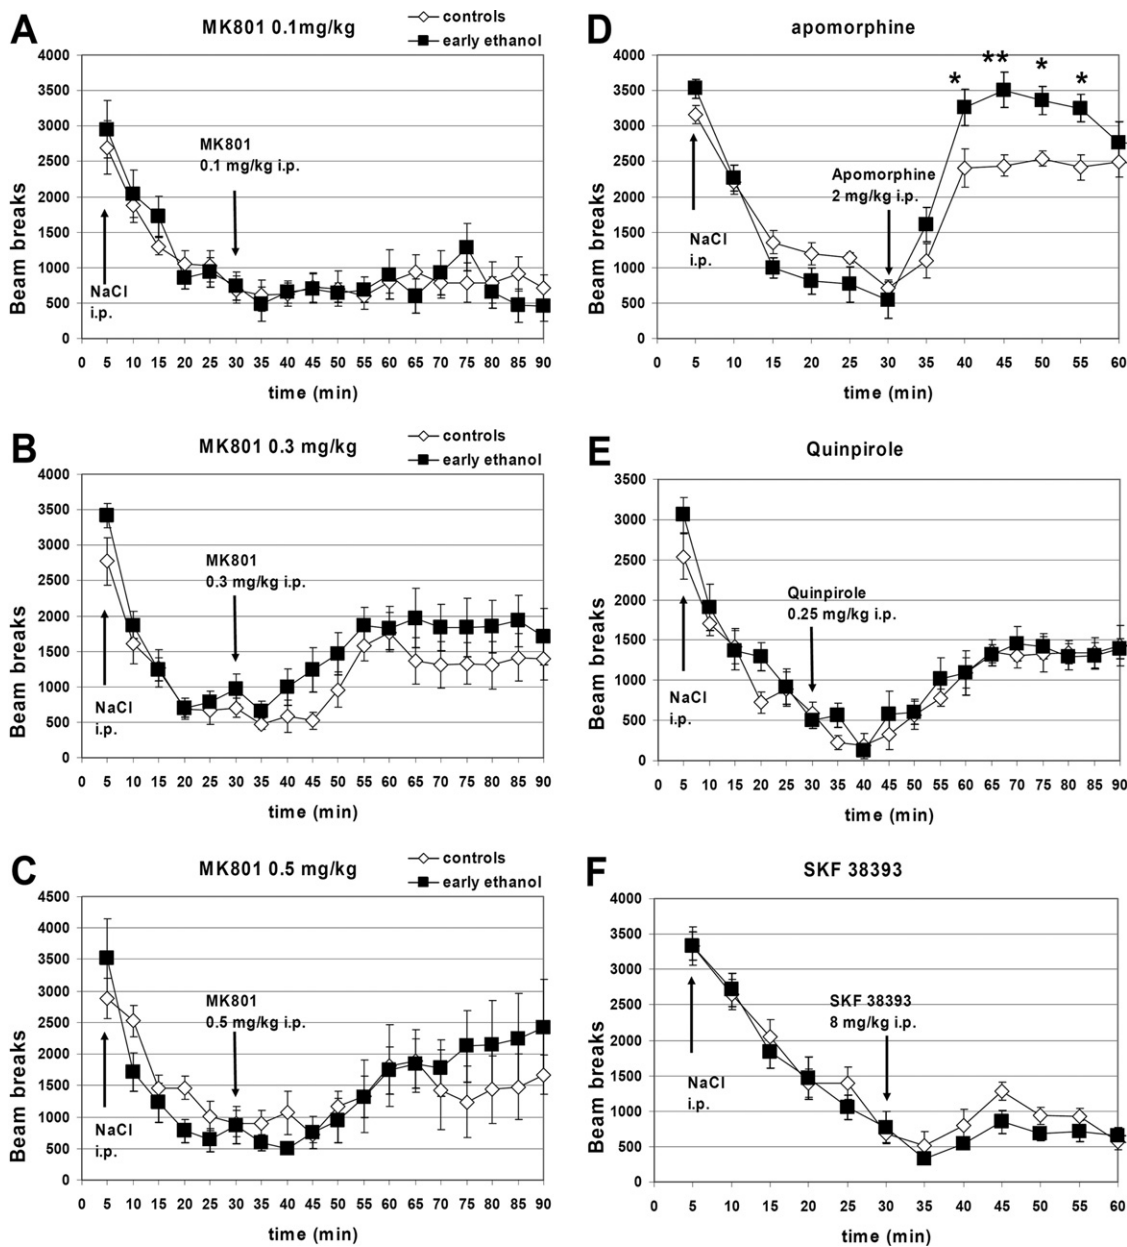 A
MK801 0.1mg/kg
controls
early ethanol
4000
3500
3000
2500
2000
1500
1000
500
0
Beam breaks
MK801
0.1 mg/kg i.p.
NaCl
i.p.
0 5 10 15 20 25 30 35 40 45 50 55 60 65 70 75 80 85 90
time (min)
D
apomorphine
4000
3500
3000
2500
2000
1500
1000
500
0
Beam breaks
* ** * *
Apomorphine
2 mg/kg i.p.
NaCl
i.p.
0 5 10 15 20 25 30 35 40 45 50 55 60
time (min)
B
MK801 0.3 mg/kg
controls
early ethanol
4000
3500
3000
2500
2000
1500
1000
500
0
Beam breaks
MK801
0.3 mg/kg i.p.
NaCl
i.p.
0 5 10 15 20 25 30 35 40 45 50 55 60 65 70 75 80 85 90
time (min)
E
Quinpirole
3500
3000
2500
2000
1500
1000
500
0
Beam breaks
Quinpirole
0.25 mg/kg i.p.
NaCl
i.p.
0 5 10 15 20 25 30 35 40 45 50 55 60 65 70 75 80 85 90
time (min)
C
MK801 0.5 mg/kg
controls
early ethanol
4500
4000
3500
3000
2500
2000
1500
1000
500
0
Beam breaks
MK801
0.5 mg/kg i.p.
NaCl
i.p.
0 5 10 15 20 25 30 35 40 45 50 55 60 65 70 75 80 85 90
time (min)
F
SKF 38393
4000
3500
3000
2500
2000
1500
1000
500
0
Beam breaks
SKF 38393
8 mg/kg i.p.
NaCl
i.p.
0 5 10 15 20 25 30 35 40 45 50 55 60
time (min)